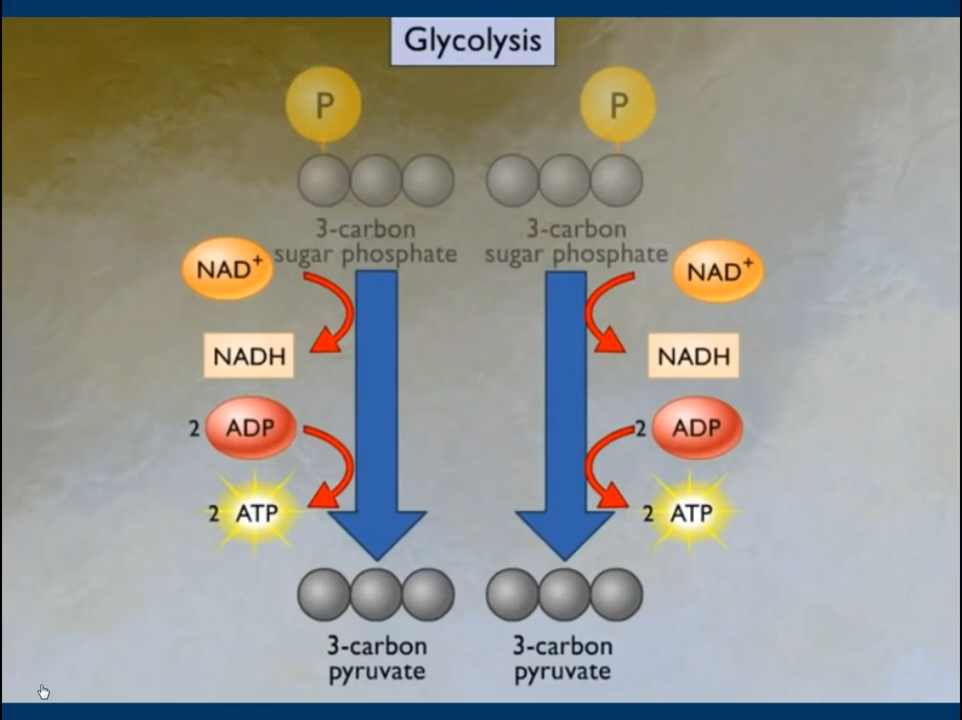 Glycolysis
P P
3-carbon 3-carbon
sugar phosphate sugar phosphate
NAD+ NAD+
NADH NADH
2 ADP 2 ADP
2 ATP 2 ATP
3-carbon 3-carbon
pyruvate pyruvate